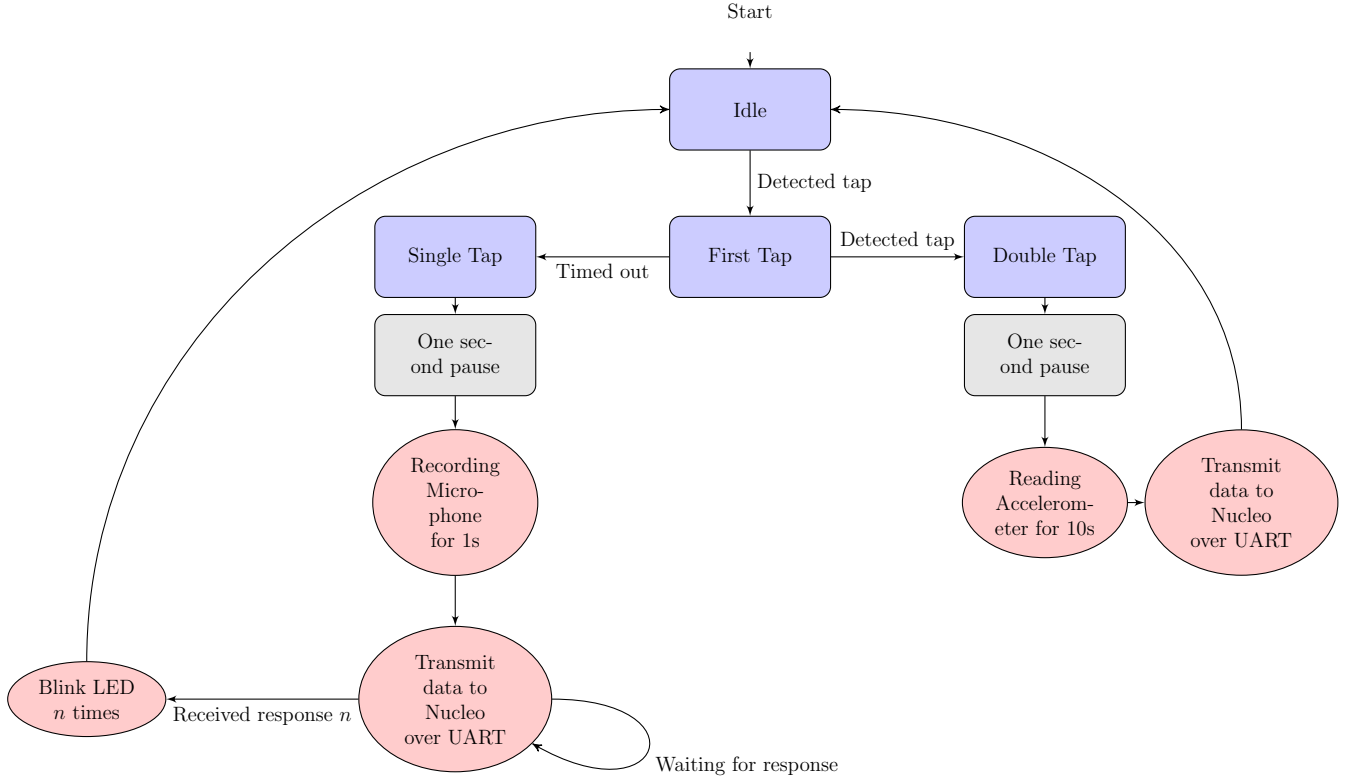 Start
Idle
Detected tap
Single Tap
Timed out
First Tap
Detected tap
Double Tap
One sec-
ond pause
One sec-
ond pause
Recording
Micro-
phone
for 1s
Reading
Accelerom-
eter for 10s
Transmit
data to
Nucleo
over UART
Blink LED
n times
Received response n
Transmit
data to
Nucleo
over UART
Waiting for response